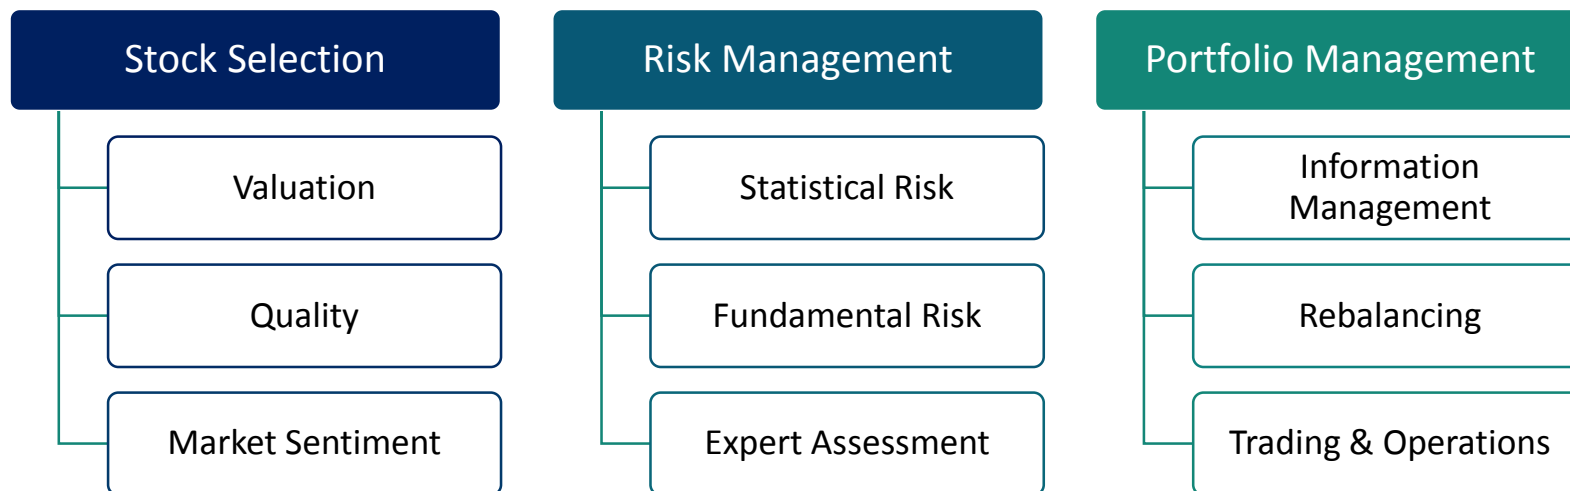 Stock Selection
Valuation
Quality
Market Sentiment
Risk Management
Statistical Risk
Fundamental Risk
Expert Assessment
Portfolio Management
Information
Management
Rebalancing
Trading & Operations